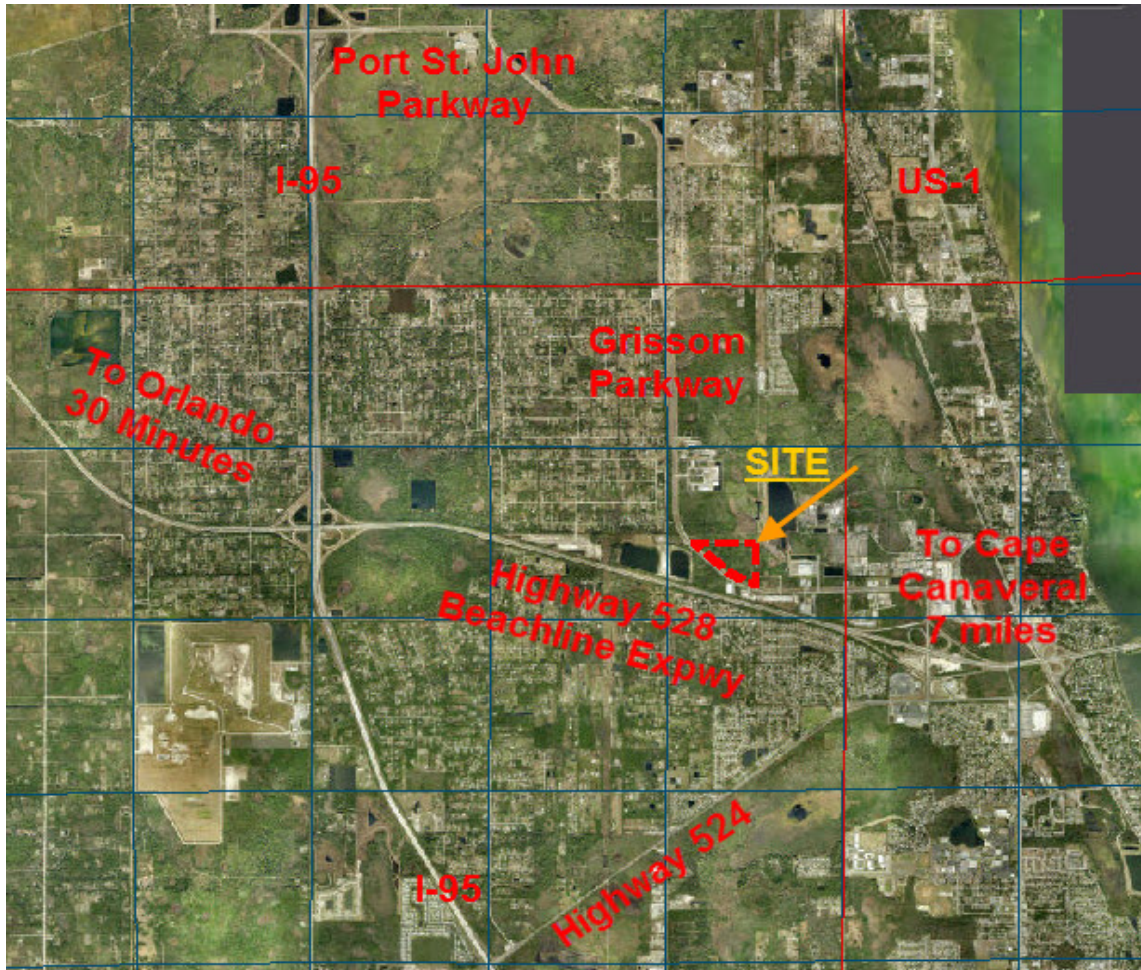 Port St. John
Parkway
I-95
US-1
Grissom
Parkway
To Orlando
30 Minutes
SITE
To Cape
Canaveral
7 miles
Highway 528
Beachline Expwy
Highway 524
I-95